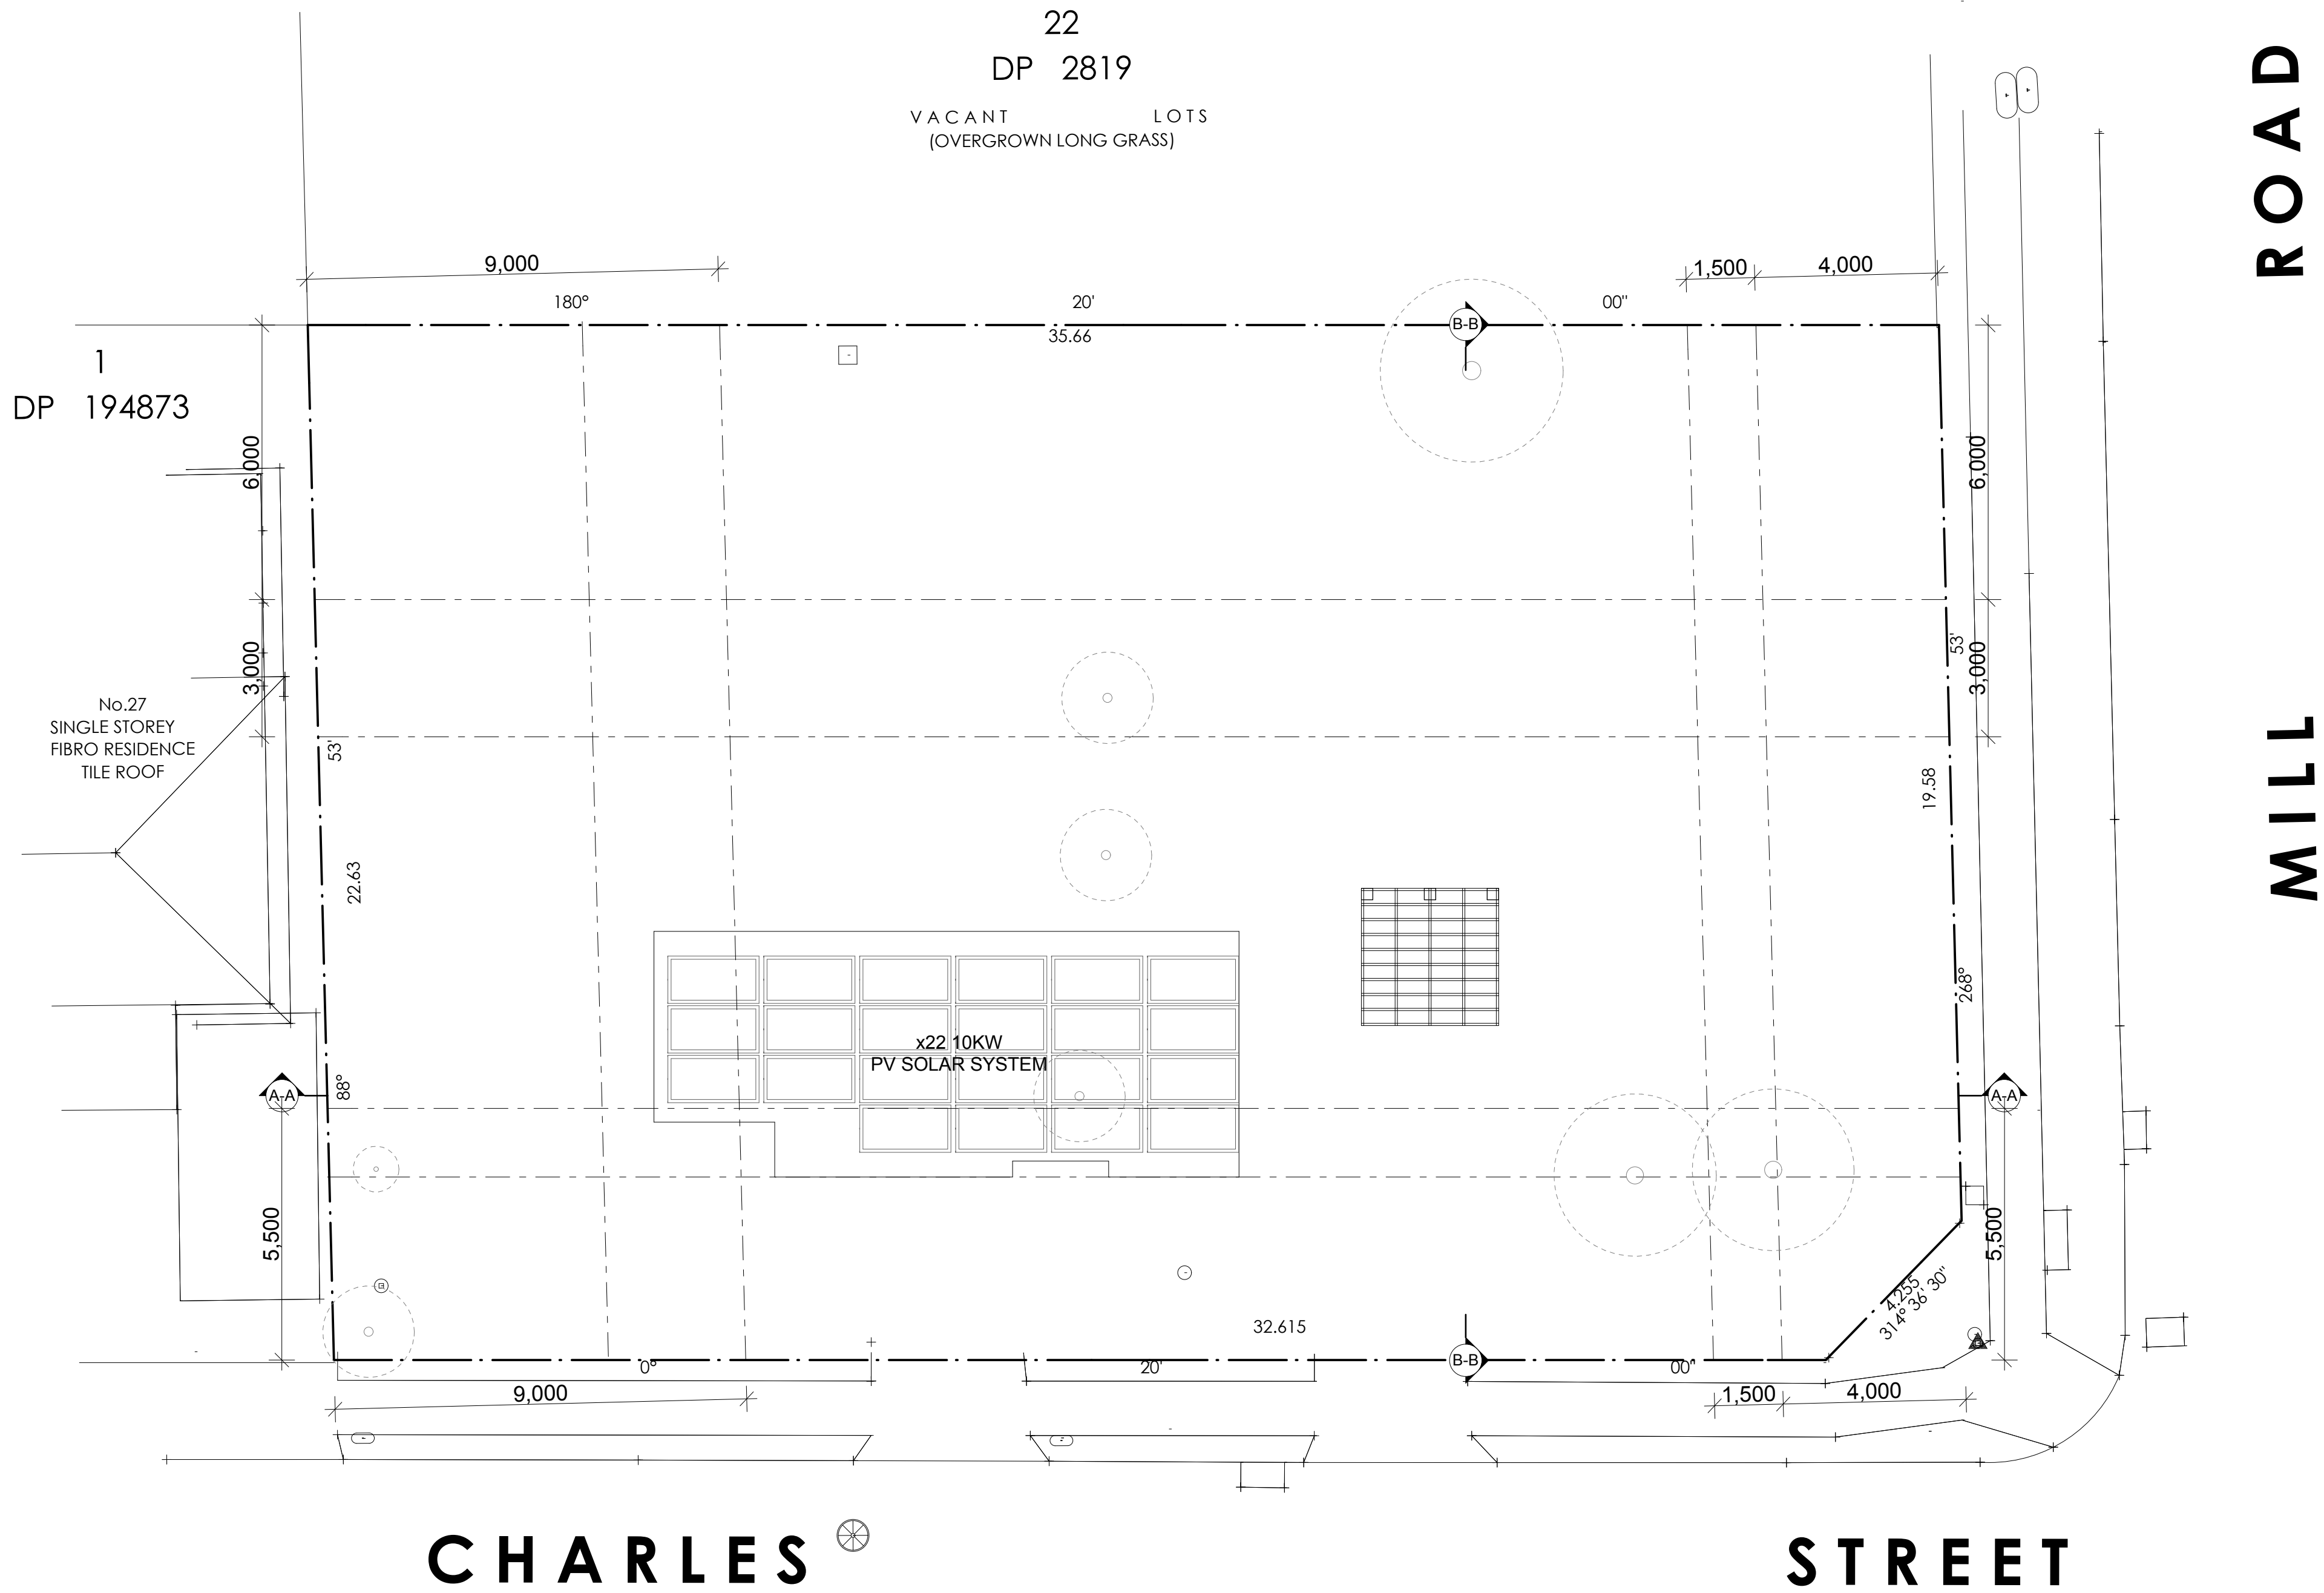 22
DP 2819
VACANT LOTS
(OVERGROWN LONG GRASS)
ROAD
MILL
9,000
1,500
4,000
180°
20'
00"
35.66
B-B
1
DP 194873
6,000
6,000
3,000
3,000
53'
53'
No.27
SINGLE STOREY
FIBRO RESIDENCE
TILE ROOF
22.63
19.58
268°
88°
x22 10KW
PV SOLAR SYSTEM
A-A
A-A
5,500
5,500
4.255
314° 36' 30"
32.615
0°
20'
B-B
00"
9,000
1,500
4,000
CHARLES STREET